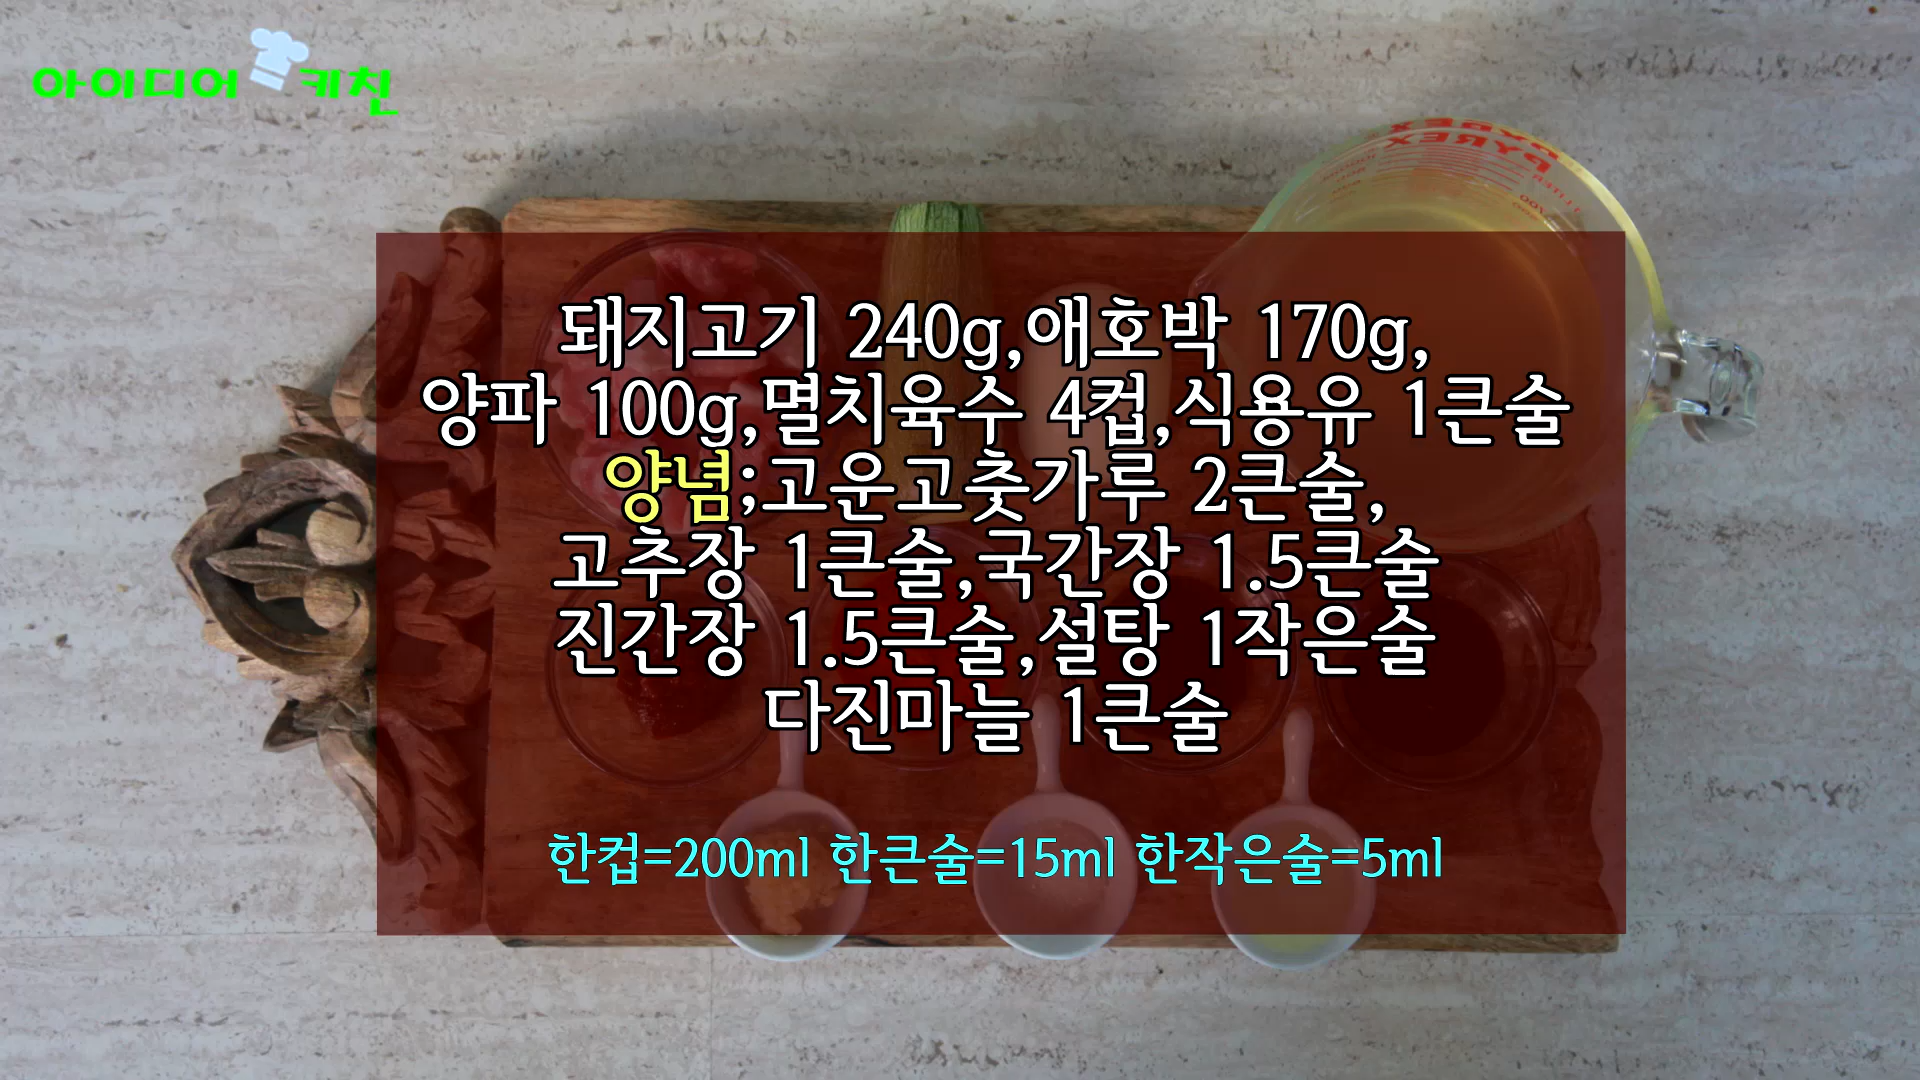 아이디어 키친
PYREX
돼지고기 240g,애호박 170g,
양파 100g,멸치육수 4컵,식용유 1큰술
양념;고운고춧가루 2큰술,
고추장 1큰술,국간장 1.5큰술
진간장 1.5큰술,설탕 1작은술
다진마늘 1큰술
한컵=200ml 한큰술=15ml 한작은술=5ml